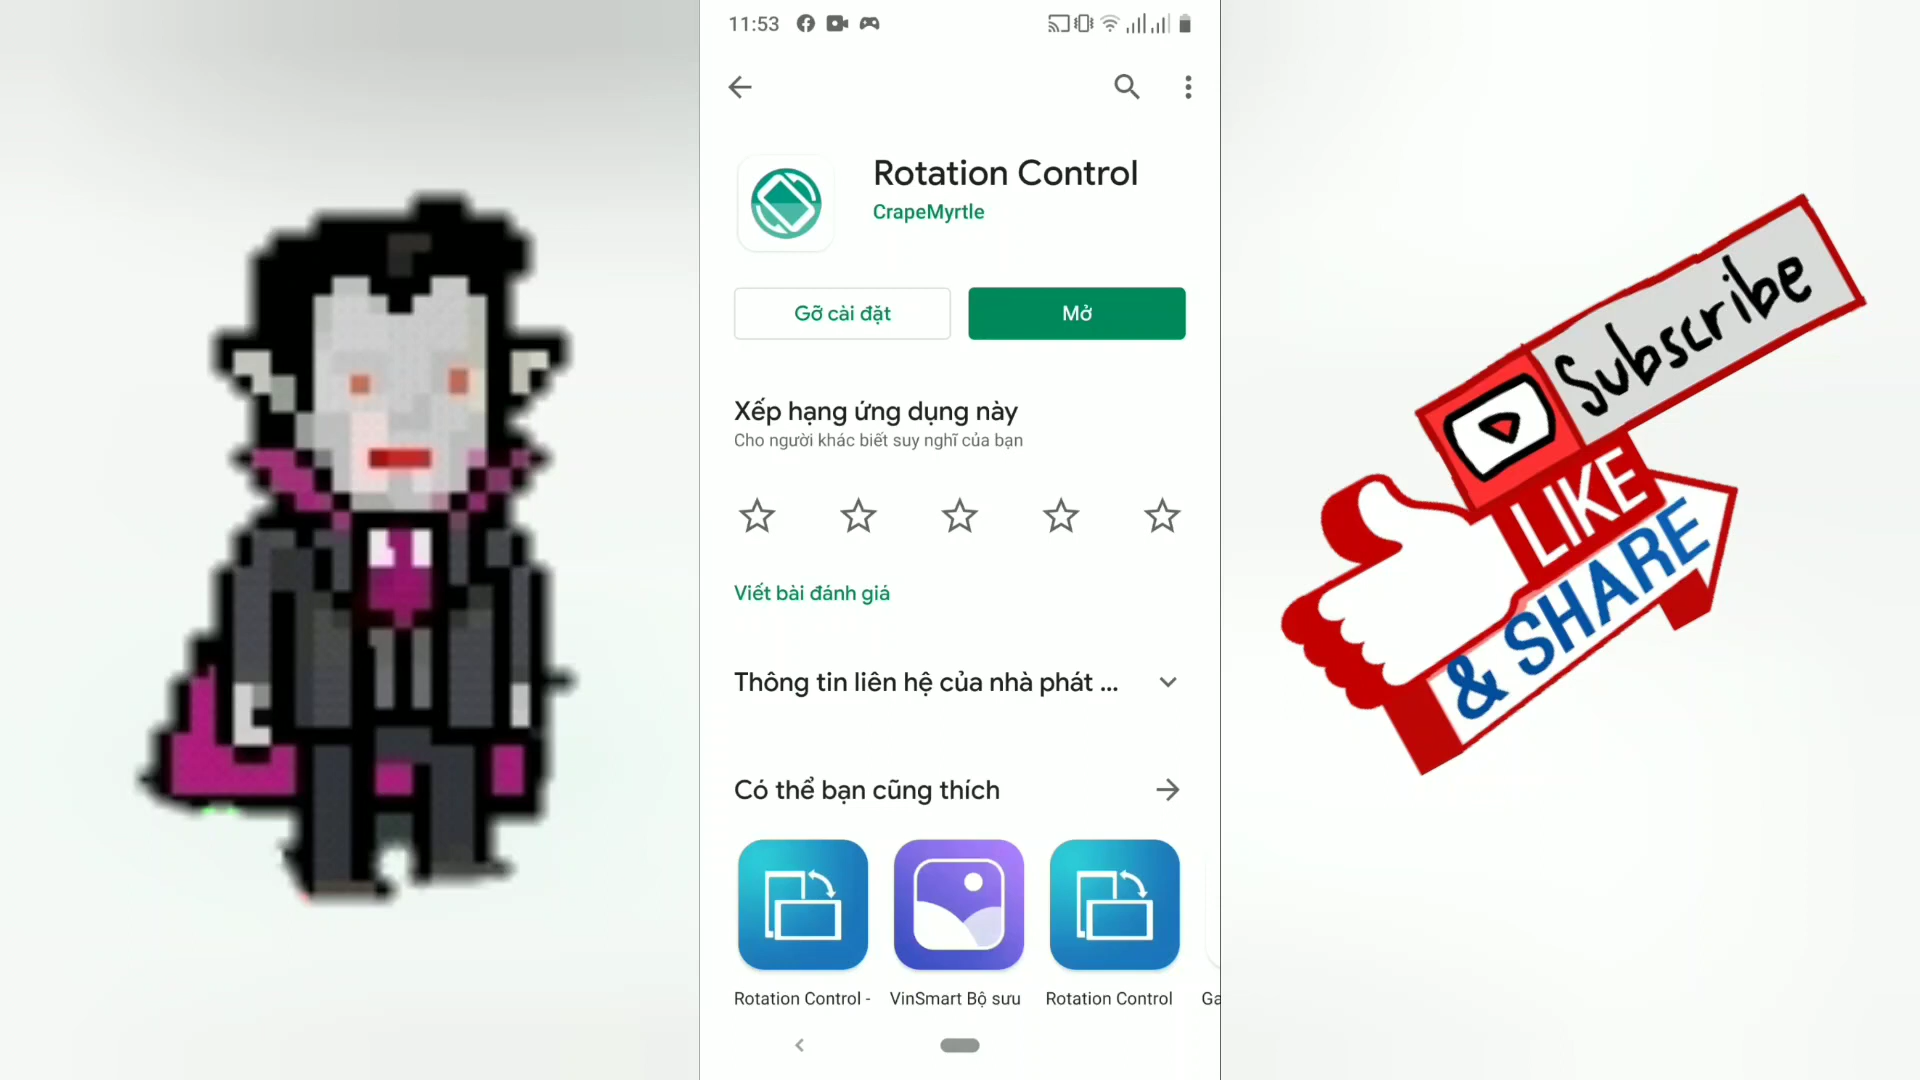 11:53
Rotation Control
CrapeMyrtle
Gỡ cài đặt
Mở
Xếp hạng ứng dụng này
Cho người khác biết suy nghĩ của bạn
Viết bài đánh giá
Thông tin liên hệ của nhà phát ...
Có thể bạn cũng thích
Rotation Control -
VinSmart Bộ sưu
Rotation Control
Ga
Subscribe
LIKE
& SHARE